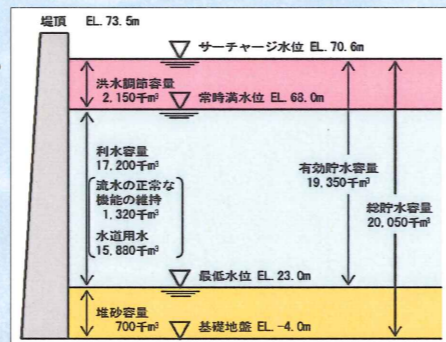 堤頂 EL. 73.5m
サーチャージ水位 EL. 70.6m
洪水調節容量
2,150千m³
常時満水位 EL. 68.0m
利水容量
17,200千m³
流水の正常な
機能の維持
1,320千m³
水道用水
15,880千m³
有効貯水容量
19,350千m³
総貯水容量
20,050千m³
最低水位 EL. 23.0m
堆砂容量
700千m³
基礎地盤 EL. -4.0m